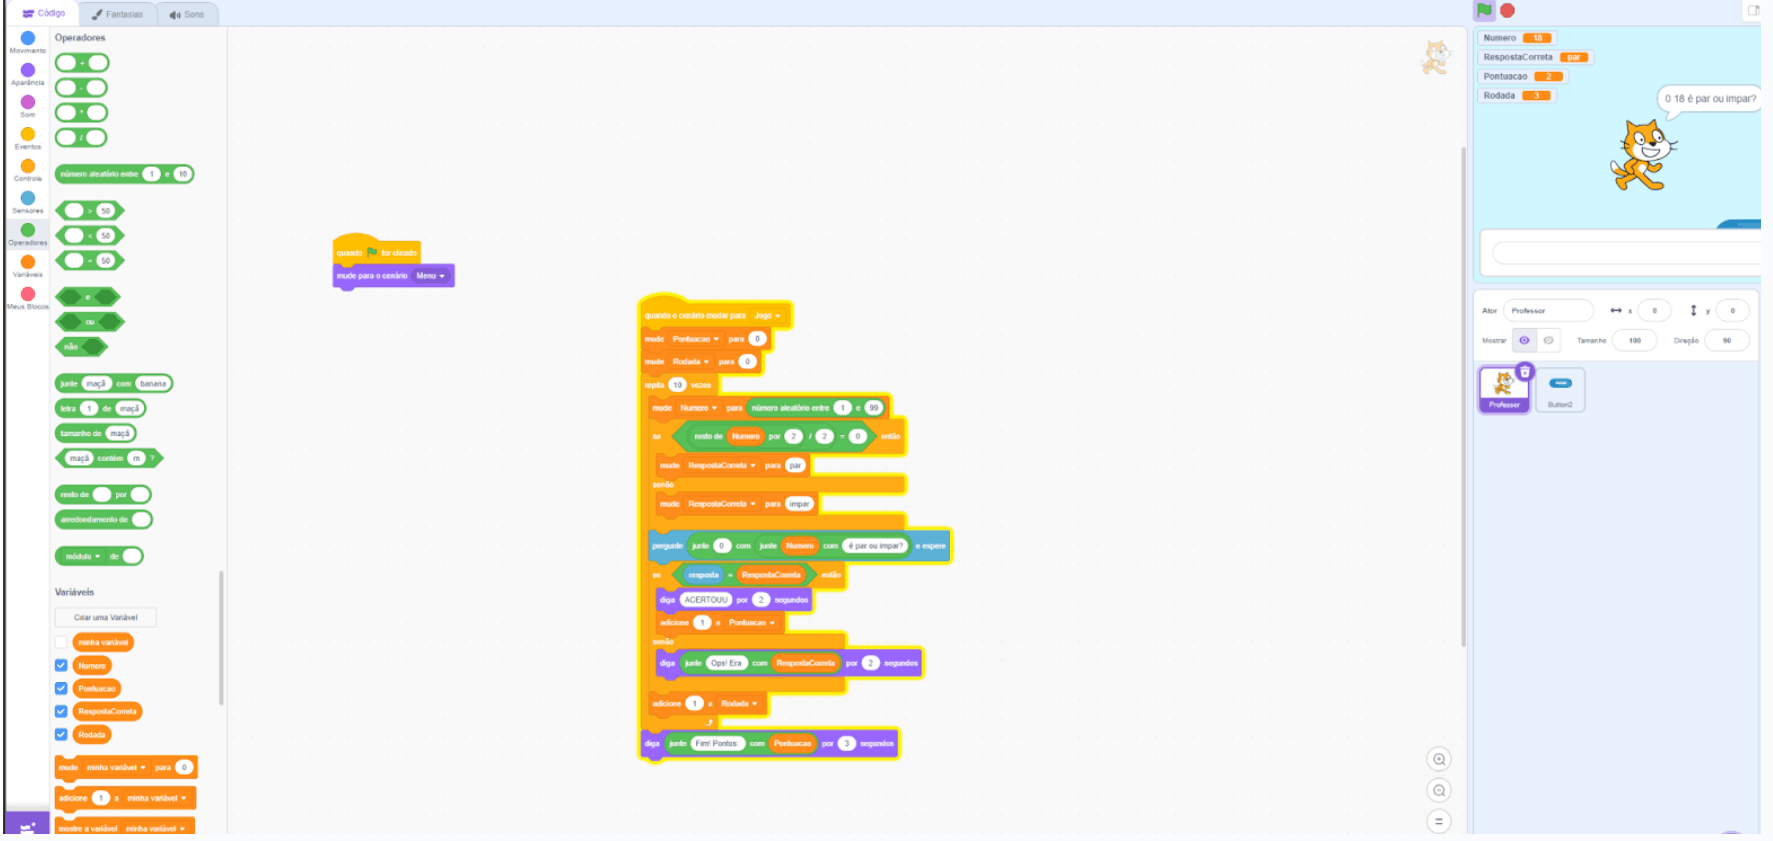 Código
Fantasias
Sons
Movimento
Aparência
Som
Eventos
Controle
Sensores
Operadores
Variáveis
Meus Blocos
Operadores
+
-
*
/
número aleatório entre 1 e 10
> 50
< 50
= 50
e
ou
não
junte maçã com banana
letra 1 de maçã
tamanho de maçã
maçã contém m ?
resto de por
arredondamento de
módulo de
Variáveis
Criar uma Variável
minha variável
Numero
Pontuacao
RespostaCorreta
Rodada
mude minha variável para 0
adicione 1 a minha variável
mostre a variável minha variável
quando for clicado
mude para o cenário Menu
quando o cenário mudar para Jogo
mude Pontuacao para 0
mude Rodada para 0
repita 10 vezes
mude Numero para número aleatório entre 1 e 99
se resto de Numero por 2 / 2 = 0 então
mude RespostaCorreta para par
senão
mude RespostaCorreta para impar
pergunte junte 0 com junte Numero com é par ou impar? e espere
se resposta = RespostaCorreta então
diga ACERTOUU por 2 segundos
adicione 1 a Pontuacao
senão
diga junte Ops! Era com RespostaCorreta por 2 segundos
adicione 1 a Rodada
diga junte Fim! Pontos: com Pontuacao por 3 segundos
Numero 18
RespostaCorreta par
Pontuacao 2
Rodada 3
0 18 é par ou impar?
Ator Professor x 0 y 0
Mostrar Tamanho 100 Direção 90
Professor
Button2